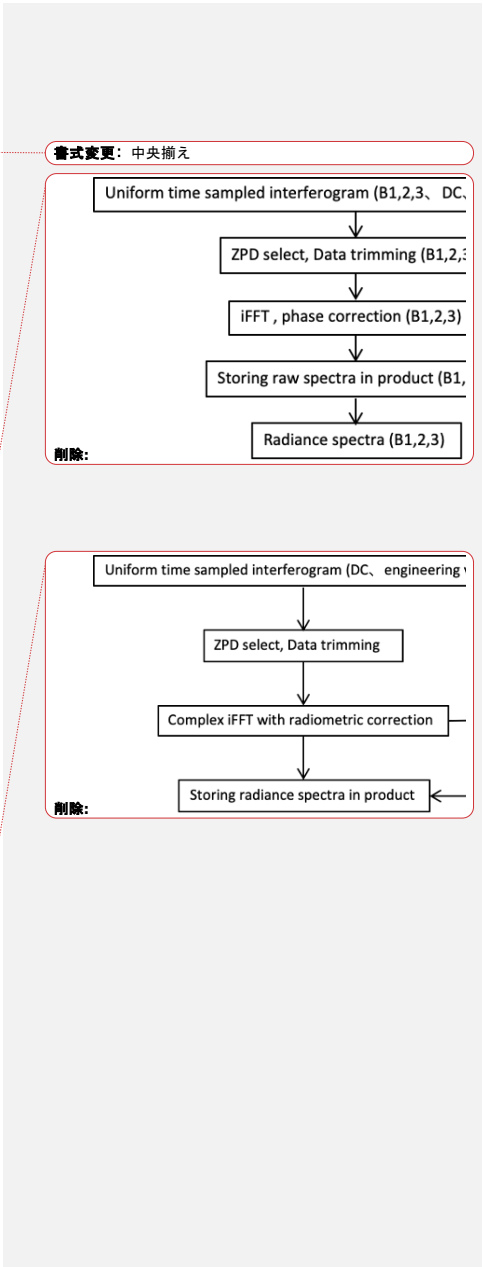 書式変更: 中央揃え
Uniform time sampled interferogram (B1,2,3、DC、
ZPD select, Data trimming (B1,2,3
iFFT , phase correction (B1,2,3)
Storing raw spectra in product (B1,
Radiance spectra (B1,2,3)
削除:
Uniform time sampled interferogram (DC、engineering
ZPD select, Data trimming
Complex iFFT with radiometric correction
Storing radiance spectra in product
削除: